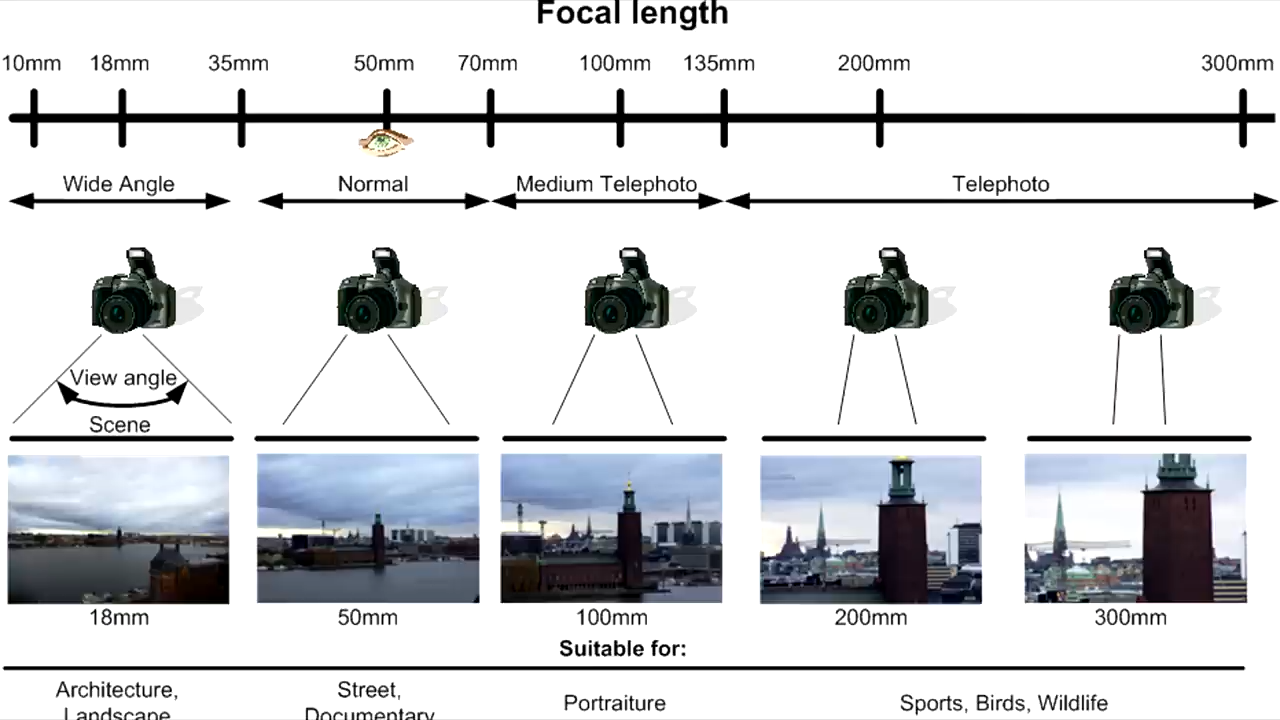 Focal length
10mm 18mm 35mm 50mm 70mm 100mm 135mm 200mm 300mm
Wide Angle Normal Medium Telephoto Telephoto
View angle
Scene
18mm 50mm 100mm 200mm 300mm
Suitable for:
Architecture, Street,
Portraiture Sports, Birds, Wildlife
Landscape Documentary